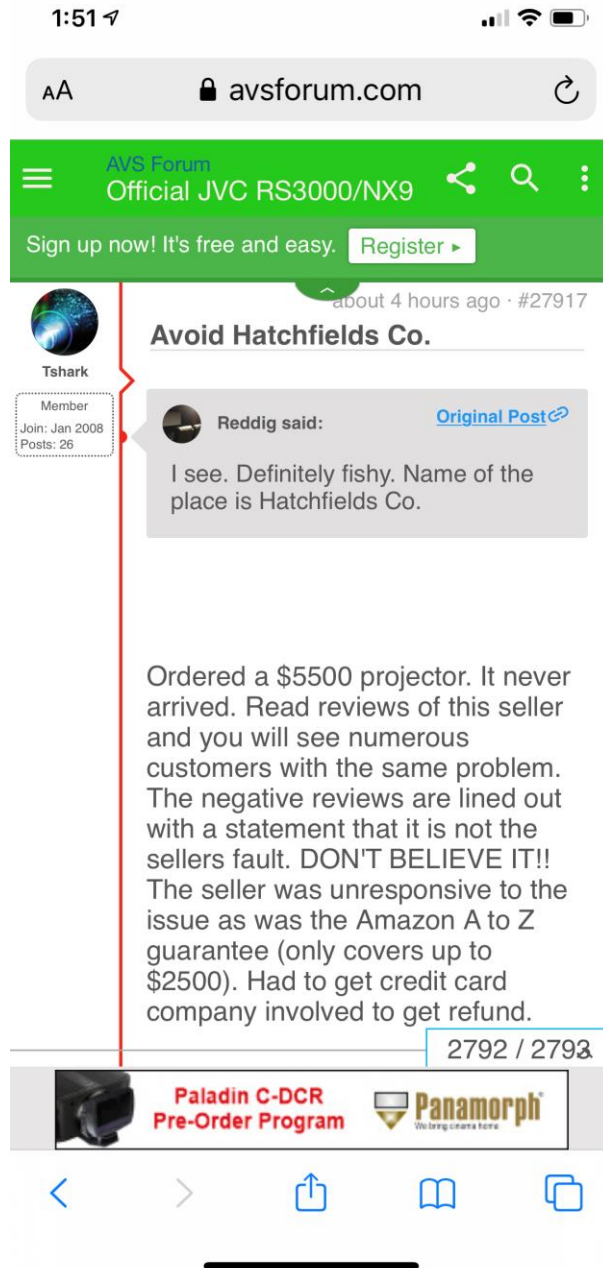 1:51
AA
avsforum.com
AVS Forum
Official JVC RS3000/NX9
Sign up now! It's free and easy.
Register ▸
about 4 hours ago · #27917
Avoid Hatchfields Co.
Tshark
Member
Join: Jan 2008
Posts: 26
Reddig said:
Original Post
I see. Definitely fishy. Name of the
place is Hatchfields Co.
Ordered a $5500 projector. It never
arrived. Read reviews of this seller
and you will see numerous
customers with the same problem.
The negative reviews are lined out
with a statement that it is not the
sellers fault. DON'T BELIEVE IT!!
The seller was unresponsive to the
issue as was the Amazon A to Z
guarantee (only covers up to
$2500). Had to get credit card
company involved to get refund.
2792 / 2793
Paladin C-DCR
Pre-Order Program
Panamorph
We bring cinema home